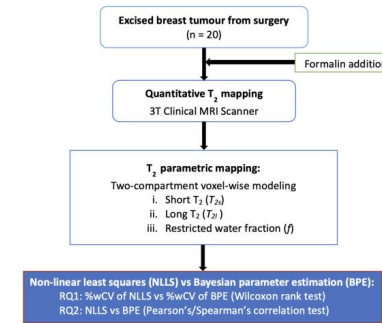 Excised breast tumour from surgery
(n = 20)
Formalin addition
Quantitative T₂ mapping
3T Clinical MRI Scanner
T₂ parametric mapping:
Two-compartment voxel-wise modeling
i. Short T₂ (T₂ₛ)
ii. Long T₂ (T₂ₗ )
iii. Restricted water fraction (f)
Non-linear least squares (NLLS) vs Bayesian parameter estimation (BPE):
RQ1: %wCV of NLLS vs %wCV of BPE (Wilcoxon rank test)
RQ2: NLLS vs BPE (Pearson's/Spearman's correlation test)